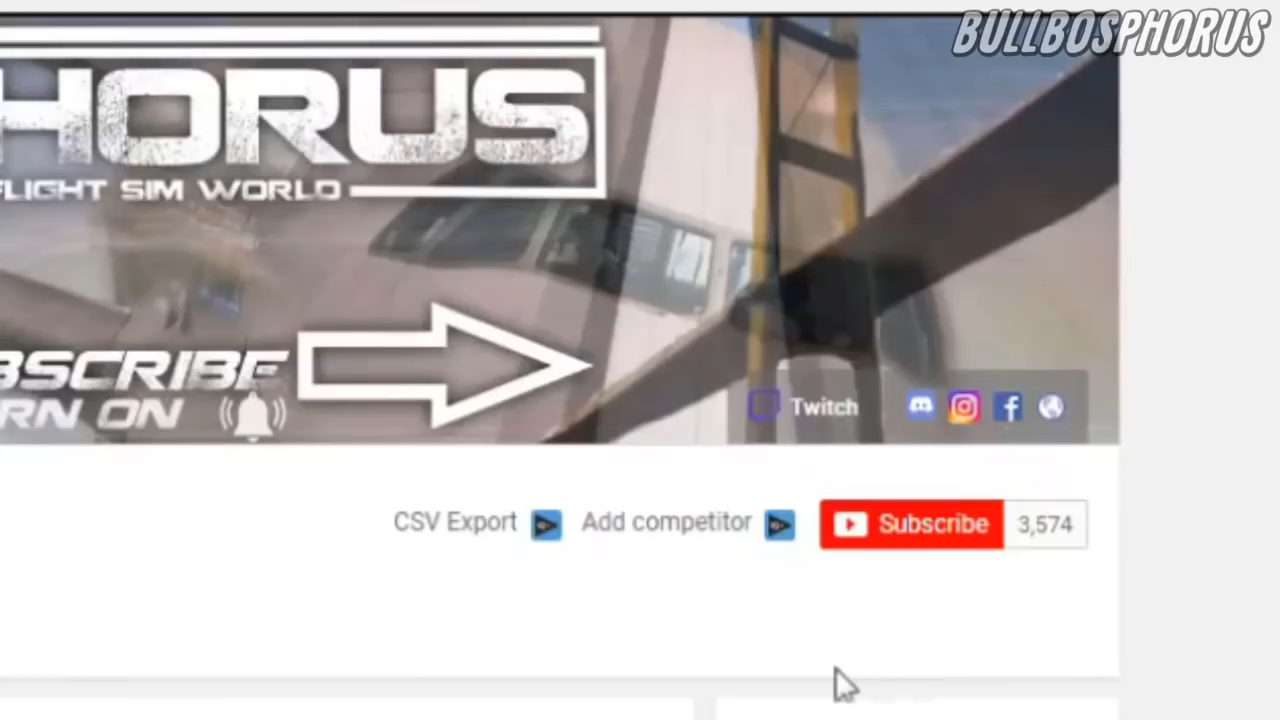 BULLBOSPHORUS
HORUS
FLIGHT SIM WORLD
BSCRIBE
RN ON
Twitch
CSV Export
Add competitor
Subscribe 3,574